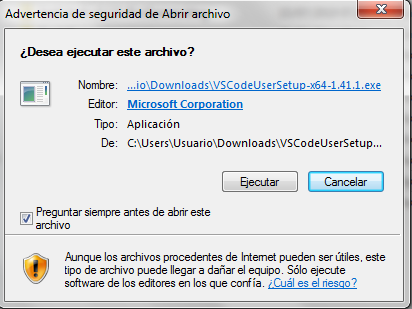 Advertencia de seguridad de Abrir archivo
¿Desea ejecutar este archivo?
Nombre: ...io\Downloads\VSCodeUserSetup-x64-1.41.1.exe
Editor: Microsoft Corporation
Tipo: Aplicación
De: C:\Users\Usuario\Downloads\VSCodeUserSetup...
Ejecutar Cancelar
Preguntar siempre antes de abrir este
archivo
Aunque los archivos procedentes de Internet pueden ser útiles, este
tipo de archivo puede llegar a dañar el equipo. Sólo ejecute
software de los editores en los que confía. ¿Cuál es el riesgo?